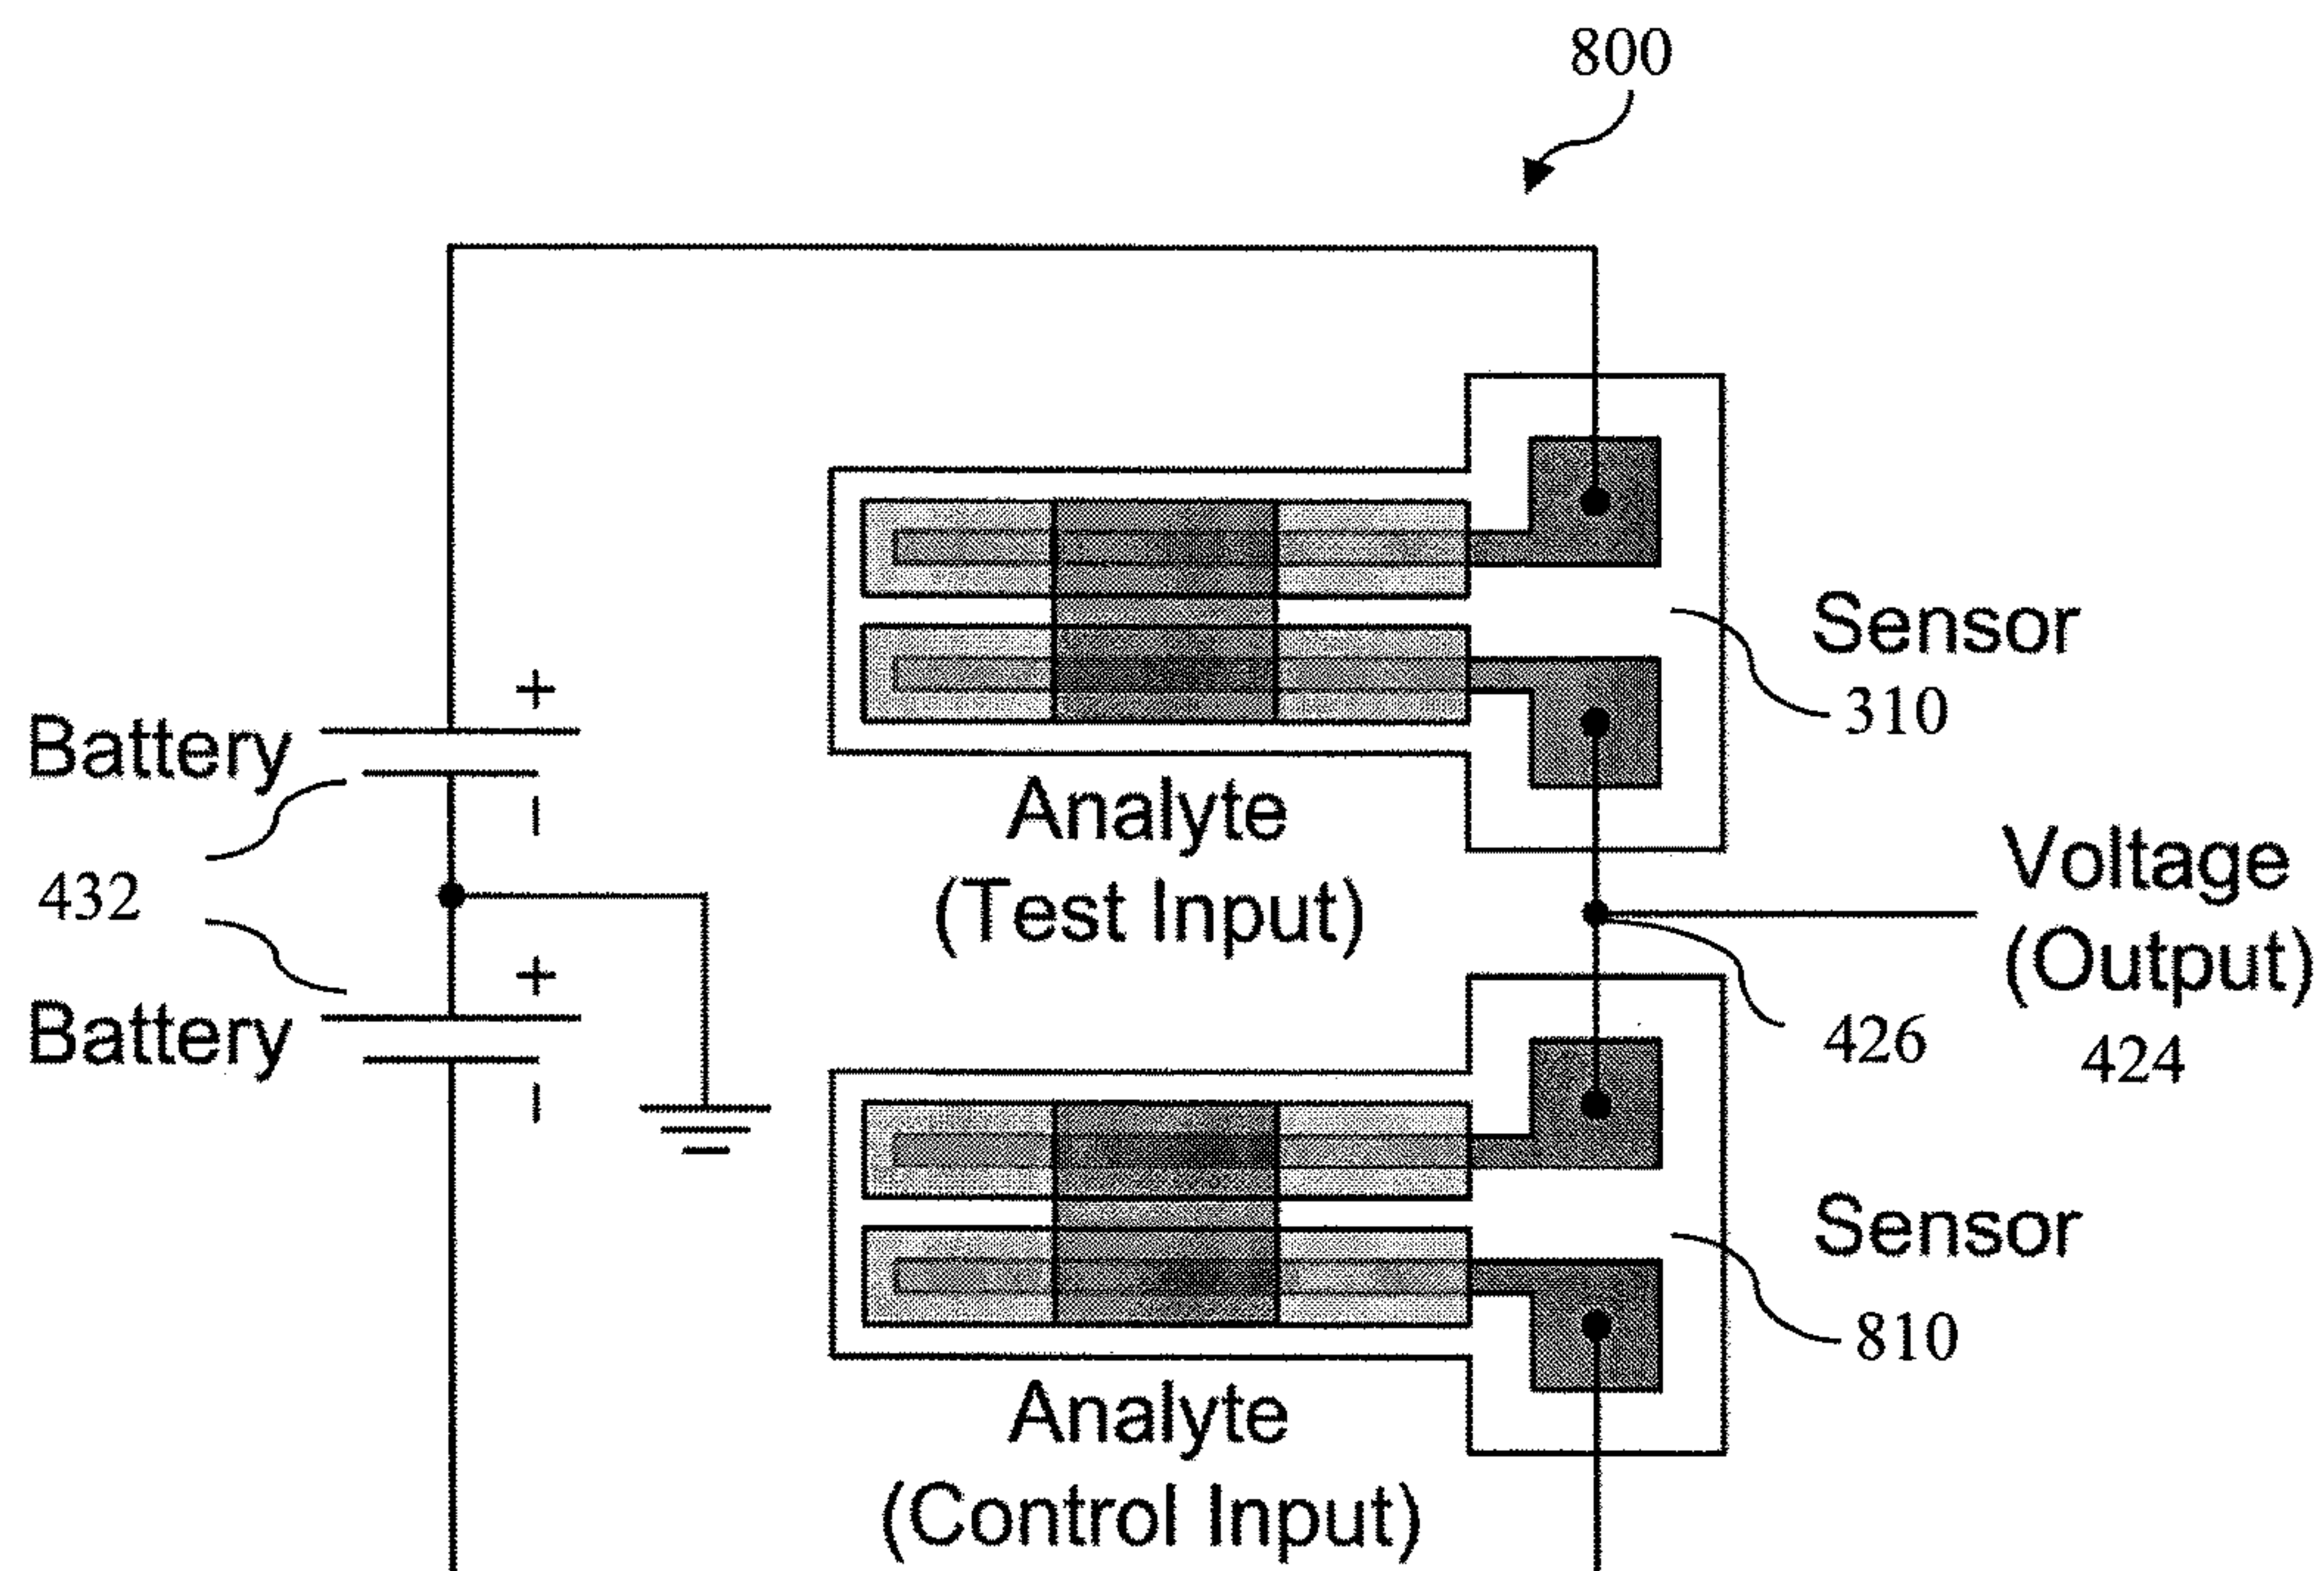 800
Sensor
310
+
Battery
−
Analyte
(Test Input)
432
Voltage
(Output)
424
426
+
Battery
−
Sensor
810
Analyte
(Control Input)